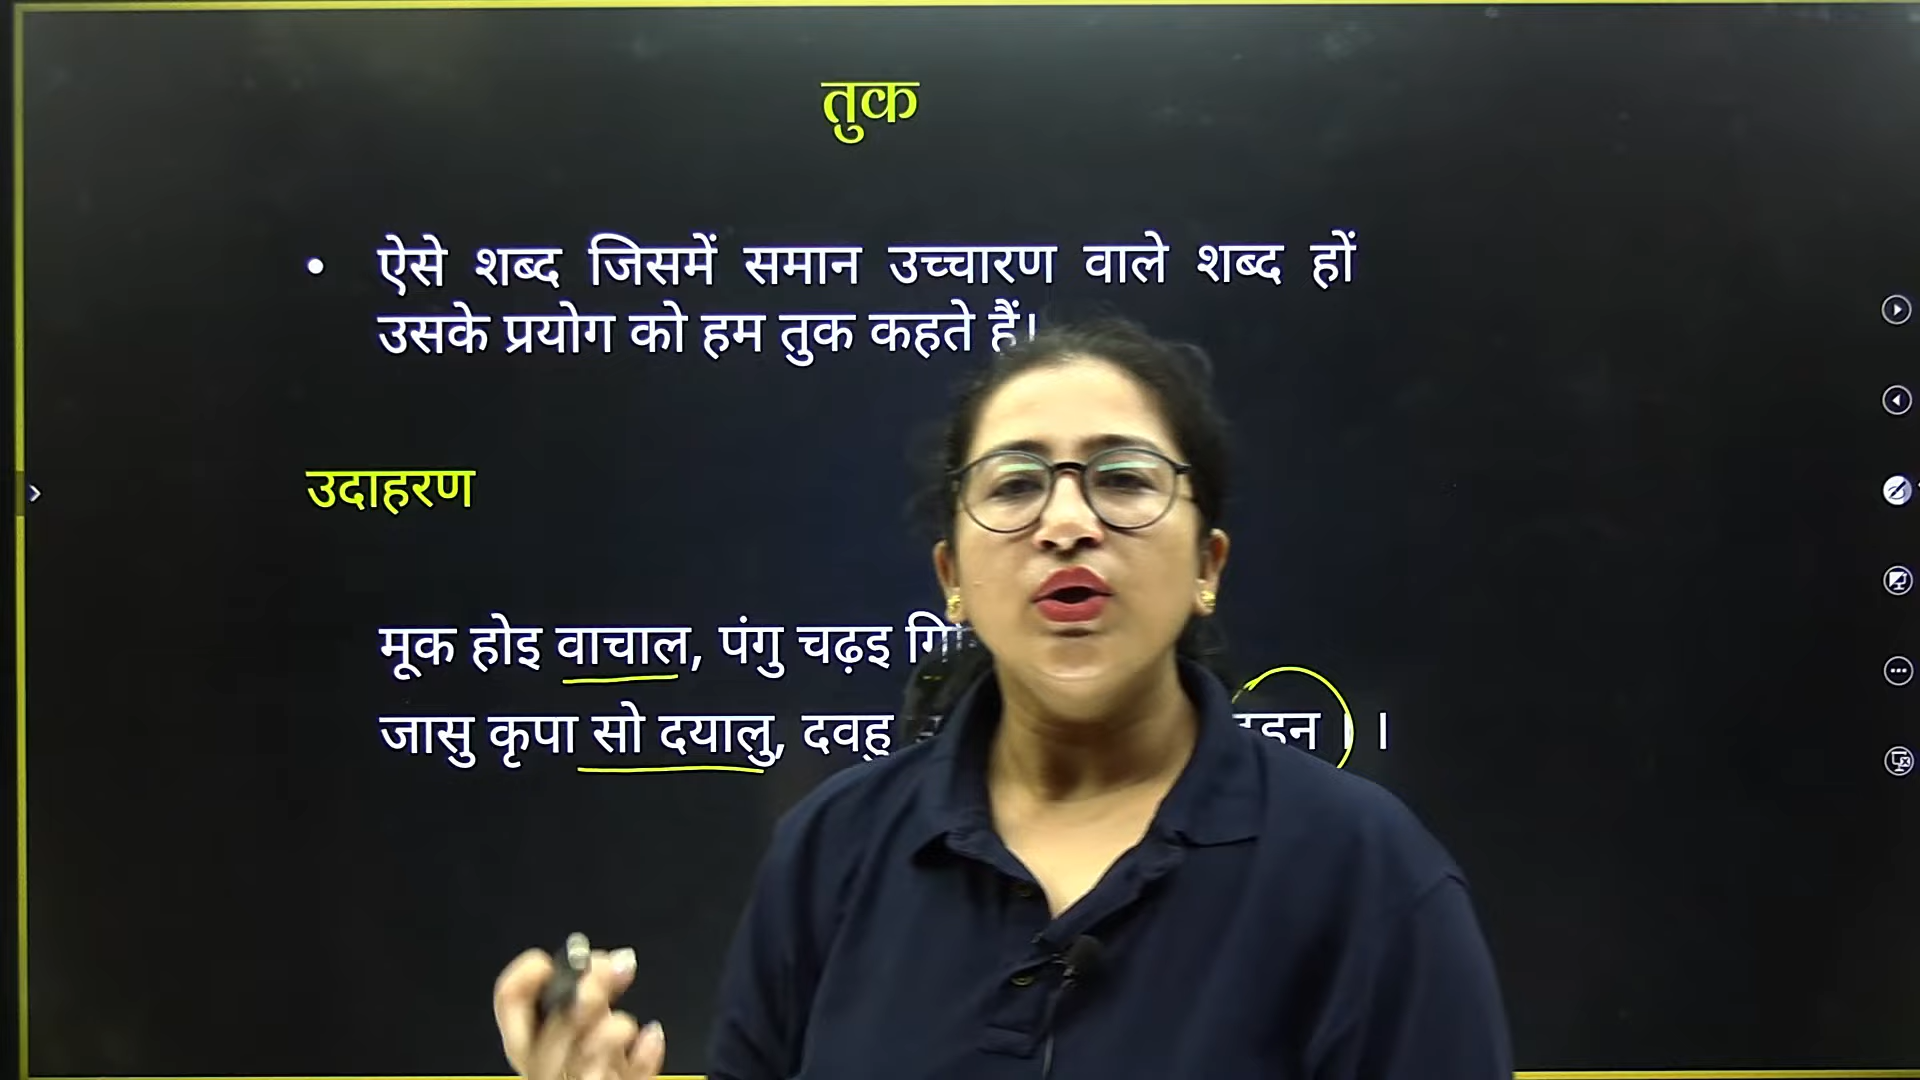 तुक
• ऐसे शब्द जिसमें समान उच्चारण वाले शब्द हों
उसके प्रयोग को हम तुक कहते हैं।
उदाहरण
मूक होइ वाचाल, पंगु चढ़इ
जासु कृपा सो दयालु, दवहु । ।